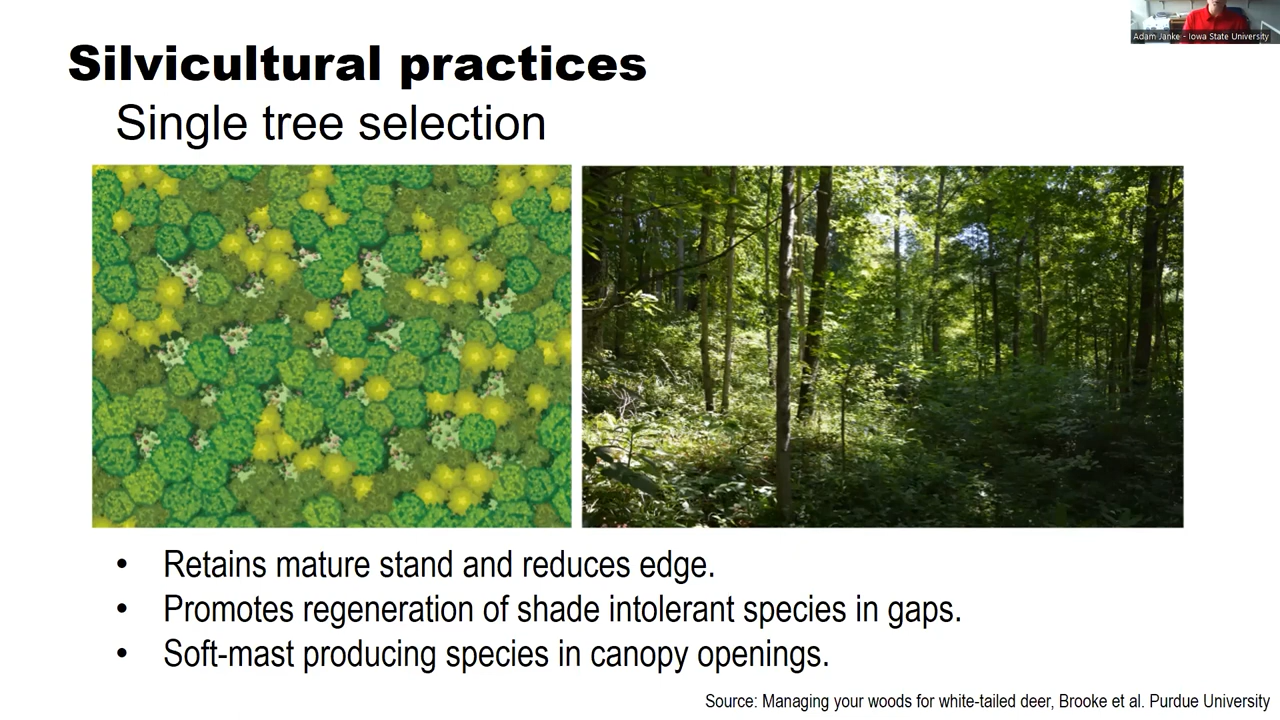 Adam Janke - Iowa State University
Silvicultural practices
Single tree selection
• Retains mature stand and reduces edge.
• Promotes regeneration of shade intolerant species in gaps.
• Soft-mast producing species in canopy openings.
Source: Managing your woods for white-tailed deer, Brooke et al. Purdue University